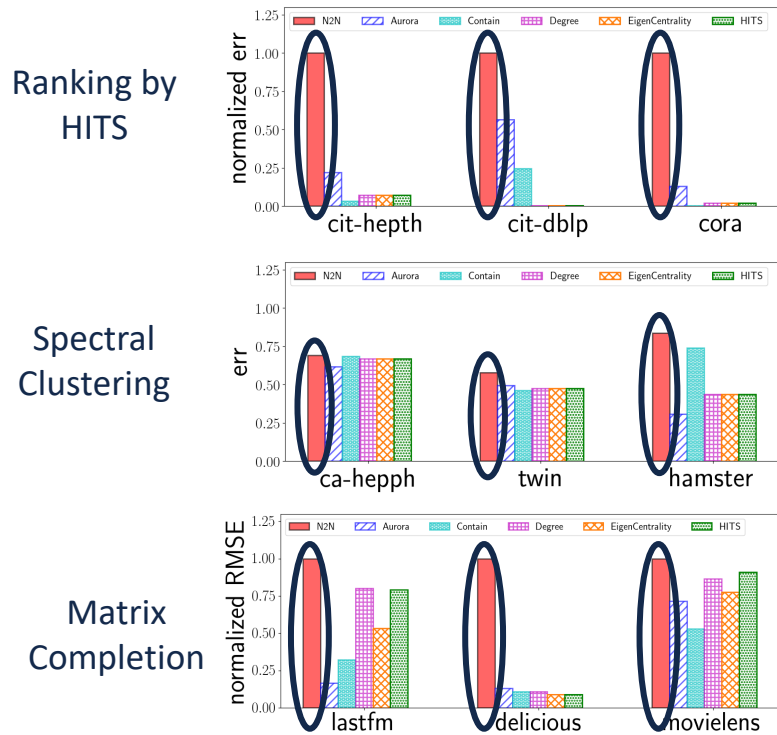 Ranking by
HITS
normalized err
1.25
1.00
0.75
0.50
0.25
0.00
N2N Aurora Contain Degree EigenCentrality HITS
cit-hepth cit-dblp cora
Spectral
Clustering
err
1.25
1.00
0.75
0.50
0.25
0.00
N2N Aurora Contain Degree EigenCentrality HITS
ca-hepph twin hamster
Matrix
Completion
normalized RMSE
1.25
1.00
0.75
0.50
0.25
0.00
N2N Aurora Contain Degree EigenCentrality HITS
lastfm delicious movielens